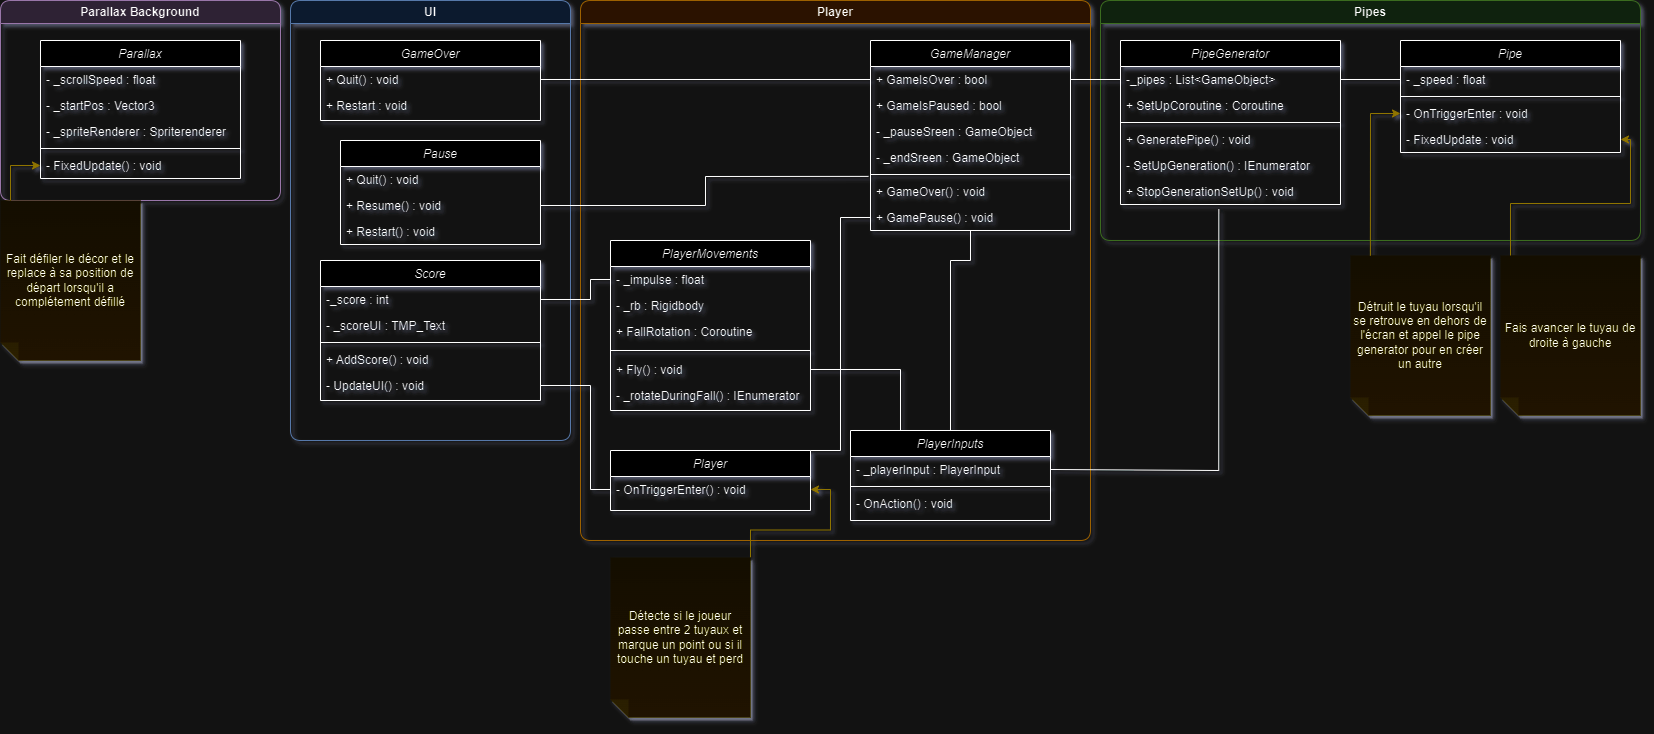 Parallax Background
Parallax
- _scrollSpeed : float
- _startPos : Vector3
- _spriteRenderer : Spriterenderer
- FixedUpdate() : void
Fait défiler le décor et le
replace à sa position de
départ lorsqu'il a
complétement défillé
UI
GameOver
+ Quit() : void
+ Restart : void
Pause
+ Quit() : void
+ Resume() : void
+ Restart() : void
Score
-_score : int
- _scoreUI : TMP_Text
+ AddScore() : void
- UpdateUI() : void
Player
GameManager
+ GameIsOver : bool
+ GameIsPaused : bool
- _pauseSreen : GameObject
- _endSreen : GameObject
+ GameOver() : void
+ GamePause() : void
PlayerMovements
- _impulse : float
- _rb : Rigidbody
+ FallRotation : Coroutine
+ Fly() : void
- _rotateDuringFall() : IEnumerator
Player
- OnTriggerEnter() : void
PlayerInputs
- _playerInput : PlayerInput
- OnAction() : void
Détecte si le joueur
passe entre 2 tuyaux et
marque un point ou si il
touche un tuyau et perd
Pipes
PipeGenerator
-_pipes : List<GameObject>
+ SetUpCoroutine : Coroutine
+ GeneratePipe() : void
- SetUpGeneration() : IEnumerator
+ StopGenerationSetUp() : void
Pipe
- _speed : float
- OnTriggerEnter : void
- FixedUpdate : void
Détruit le tuyau lorsqu'il
se retrouve en dehors de
l'écran et appel le pipe
generator pour en créer
un autre
Fais avancer le tuyau de
droite à gauche